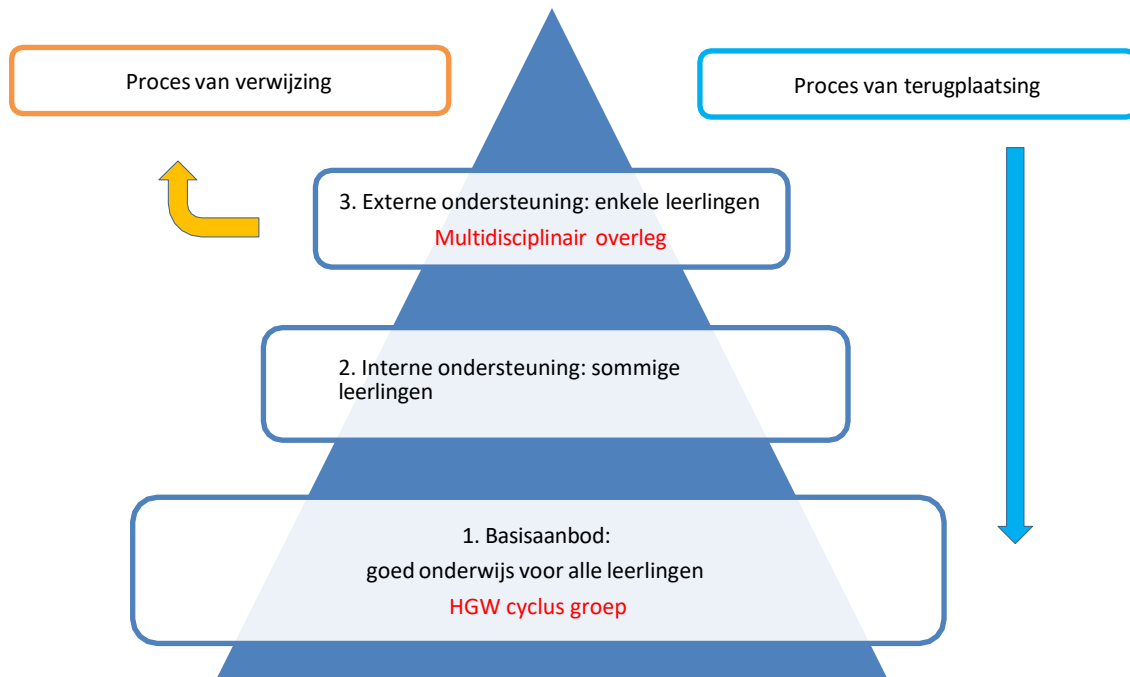 Proces van verwijzing
Proces van terugplaatsing
3. Externe ondersteuning: enkele leerlingen
Multidisciplinair overleg
2. Interne ondersteuning: sommige
leerlingen
1. Basisaanbod:
goed onderwijs voor alle leerlingen
HGW cyclus groep